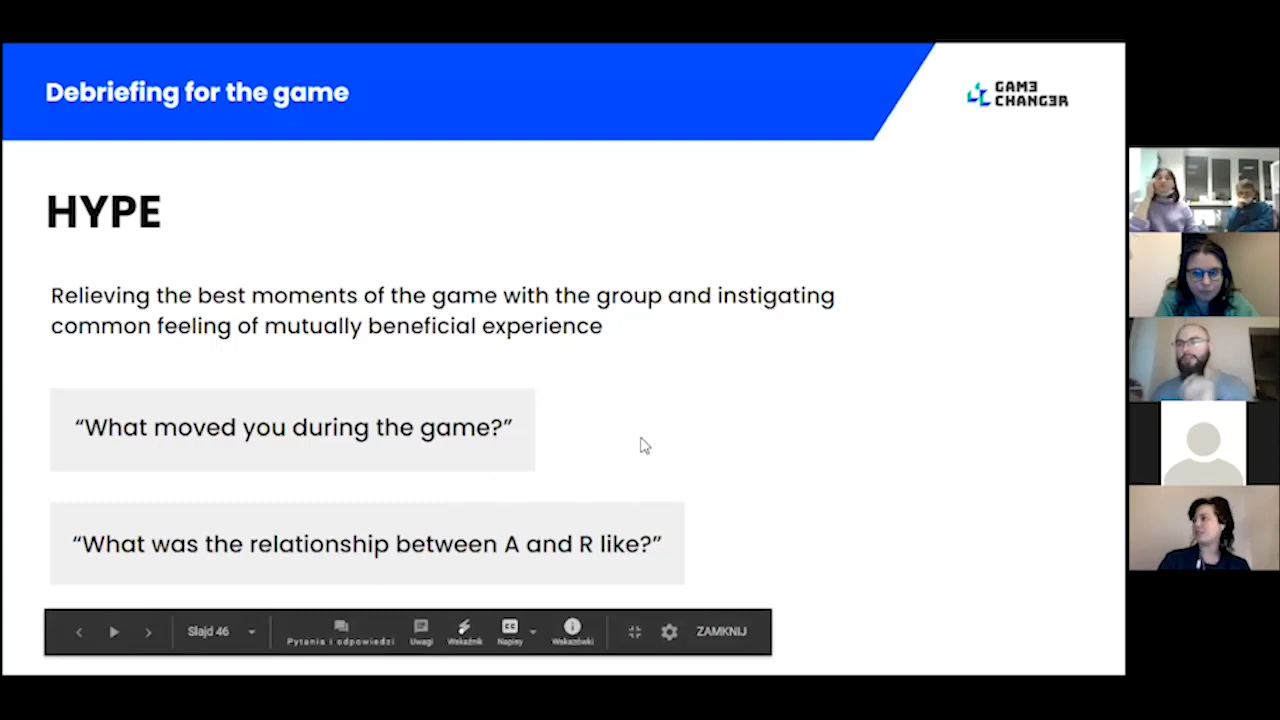 Debriefing for the game
GAMƎ
CHANGƎR
HYPE
Relieving the best moments of the game with the group and instigating
common feeling of mutually beneficial experience
“What moved you during the game?”
“What was the relationship between A and R like?”
Slajd 46
Pytania i odpowiedzi
Uwagi
Wskaźnik
Napisy
Wskazówki
ZAMKNIJ